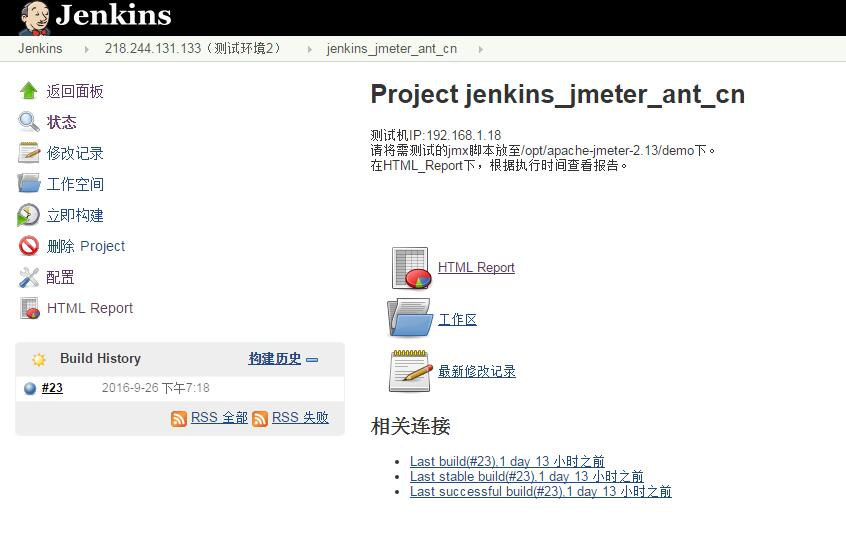 Jenkins
Jenkins 218.244.131.133（测试环境2） jenkins_jmeter_ant_cn
返回面板
状态
修改记录
工作空间
立即构建
删除 Project
配置
HTML Report
Build History 构建历史
#23 2016-9-26 下午7:18
RSS 全部 RSS 失败
Project jenkins_jmeter_ant_cn
测试机IP:192.168.1.18
请将需测试的jmx脚本放至/opt/apache-jmeter-2.13/demo下。
在HTML_Report下，根据执行时间查看报告。
HTML Report
工作区
最新修改记录
相关连接
Last build(#23),1 day 13 小时之前
Last stable build(#23),1 day 13 小时之前
Last successful build(#23),1 day 13 小时之前